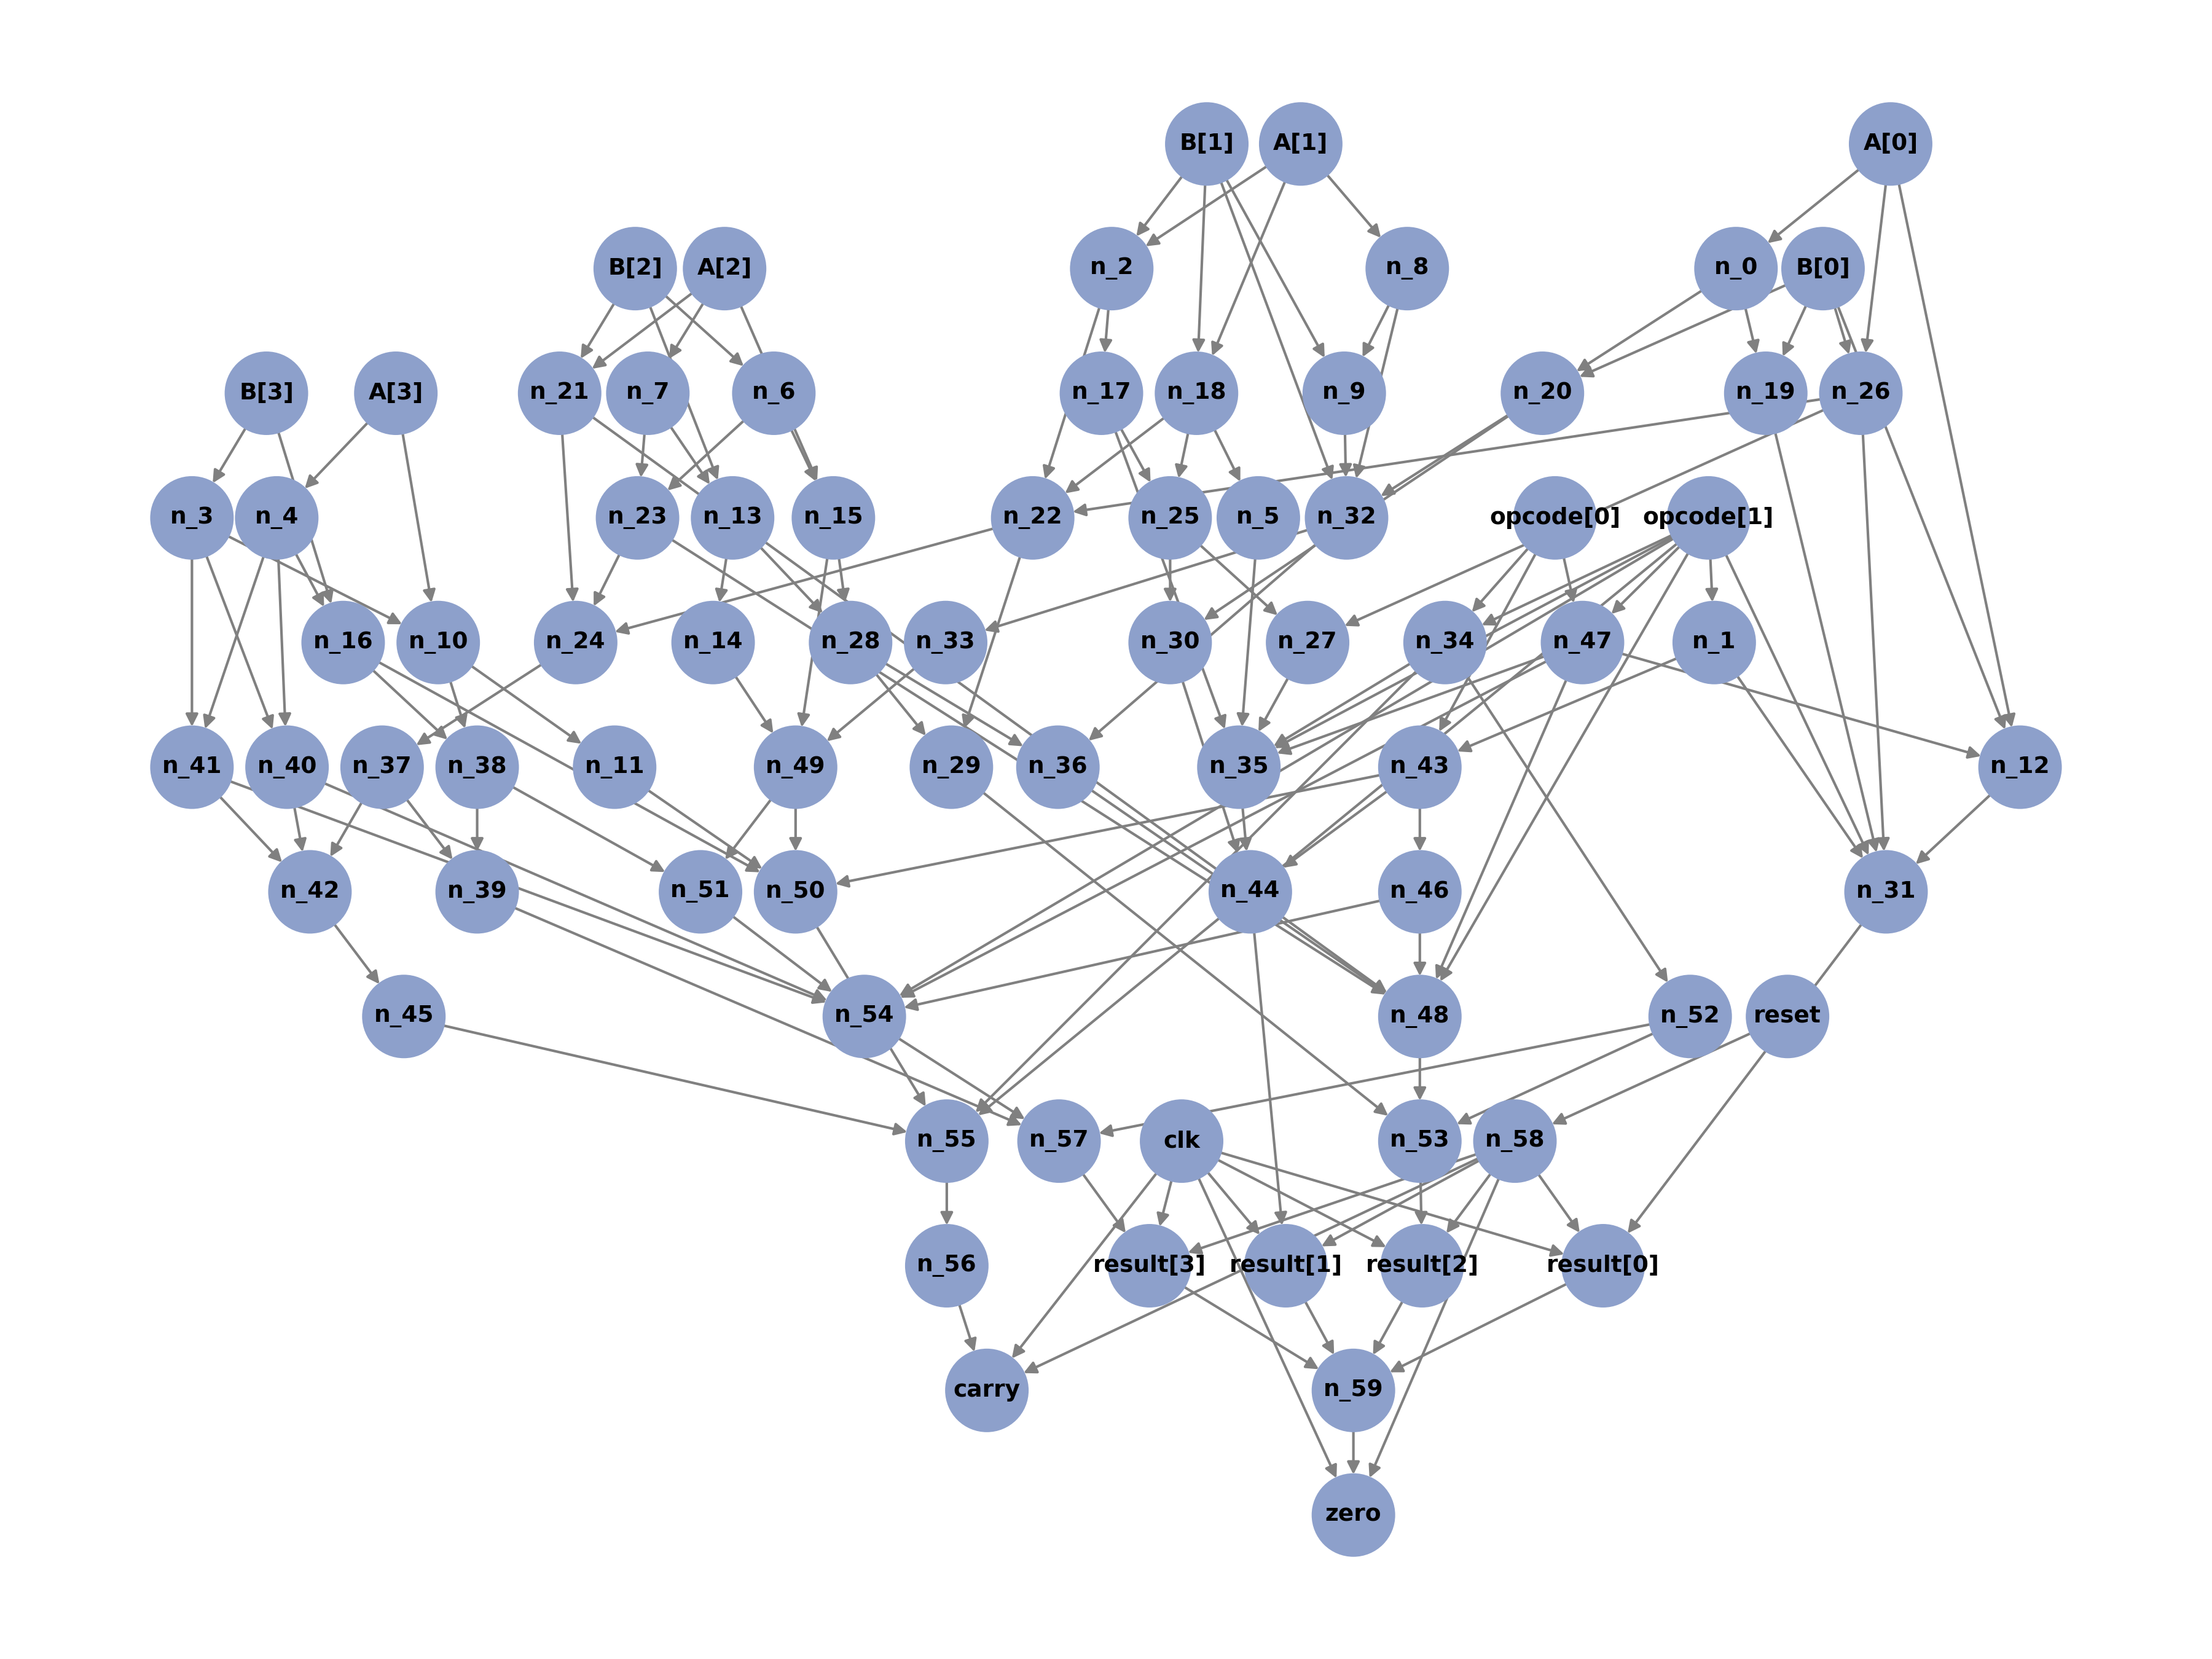 B[1] A[1] A[0]
B[2] A[2] n_2 n_8 n_0 B[0]
B[3] A[3] n_21 n_7 n_6 n_17 n_18 n_9 n_20 n_19 n_26
n_3 n_4 n_23 n_13 n_15 n_22 n_25 n_5 n_32 opcode[0] opcode[1]
n_16 n_10 n_24 n_14 n_28 n_33 n_30 n_27 n_34 n_47 n_1
n_41 n_40 n_37 n_38 n_11 n_49 n_29 n_36 n_35 n_43 n_12
n_42 n_39 n_51 n_50 n_44 n_46 n_31
n_45 n_54 n_48 n_52 reset
n_55 n_57 clk n_53 n_58
n_56 result[3] result[1] result[2] result[0]
carry n_59
zero